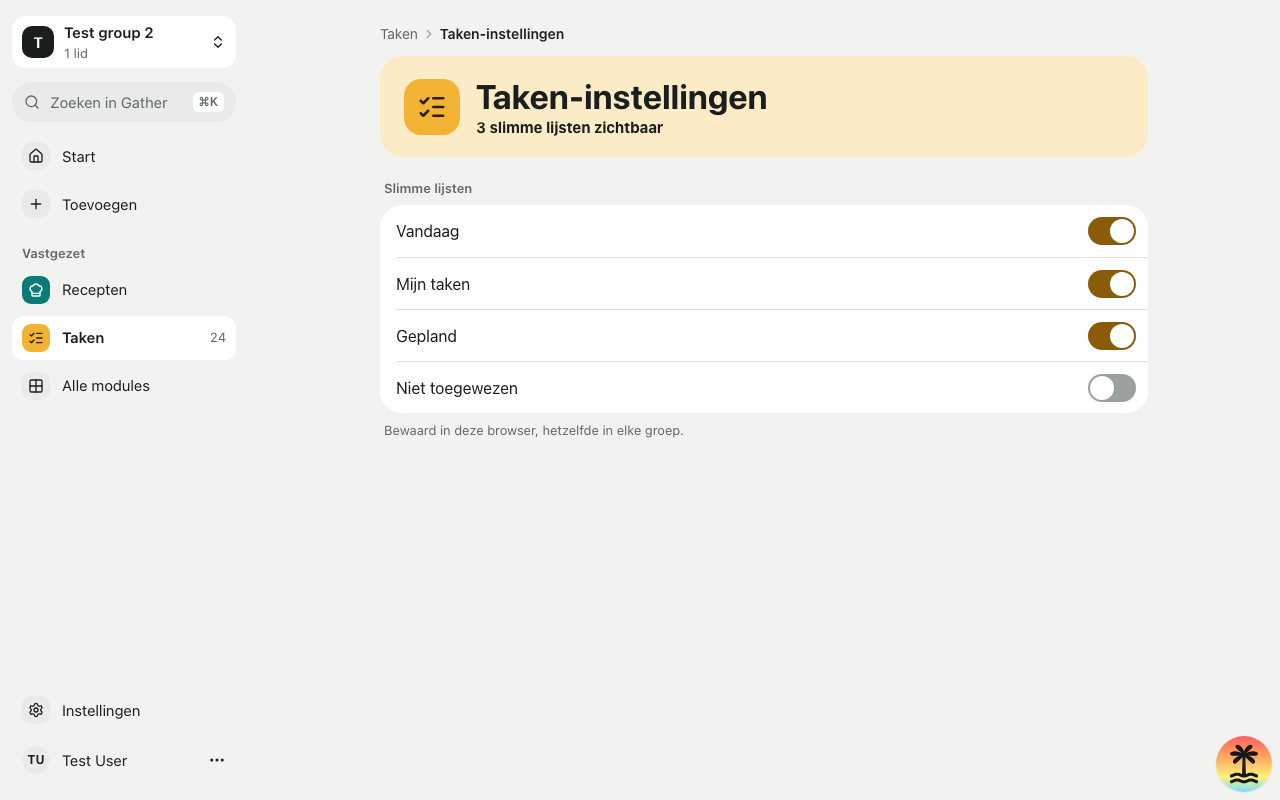 T
Test group 2
1 lid
Zoeken in Gather
⌘K
Start
Toevoegen
Vastgezet
Recepten
Taken
24
Alle modules
Instellingen
TU
Test User
Taken
Taken-instellingen
Taken-instellingen
3 slimme lijsten zichtbaar
Slimme lijsten
Vandaag
Mijn taken
Gepland
Niet toegewezen
Bewaard in deze browser, hetzelfde in elke groep.